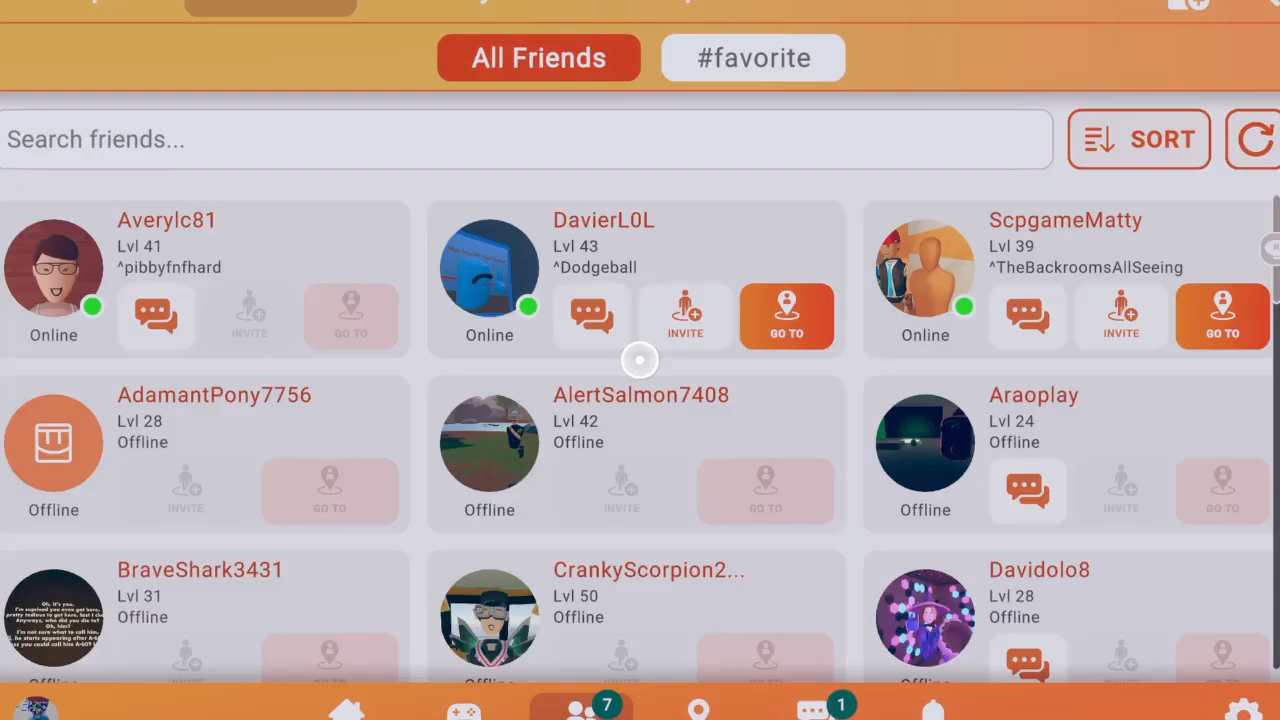 All Friends
#favorite
Search friends...
SORT
Averylc81
Lvl 41
^pibbyfnfhard
Online
INVITE
GO TO
DavierL0L
Lvl 43
^Dodgeball
Online
INVITE
GO TO
ScpgameMatty
Lvl 39
^TheBackroomsAllSeeing
Online
INVITE
GO TO
AdamantPony7756
Lvl 28
Offline
Offline
INVITE
GO TO
AlertSalmon7408
Lvl 42
Offline
Offline
INVITE
GO TO
Araoplay
Lvl 24
Offline
Offline
INVITE
GO TO
BraveShark3431
Lvl 31
Offline
CrankyScorpion2...
Lvl 50
Offline
Davidolo8
Lvl 28
Offline
7
1